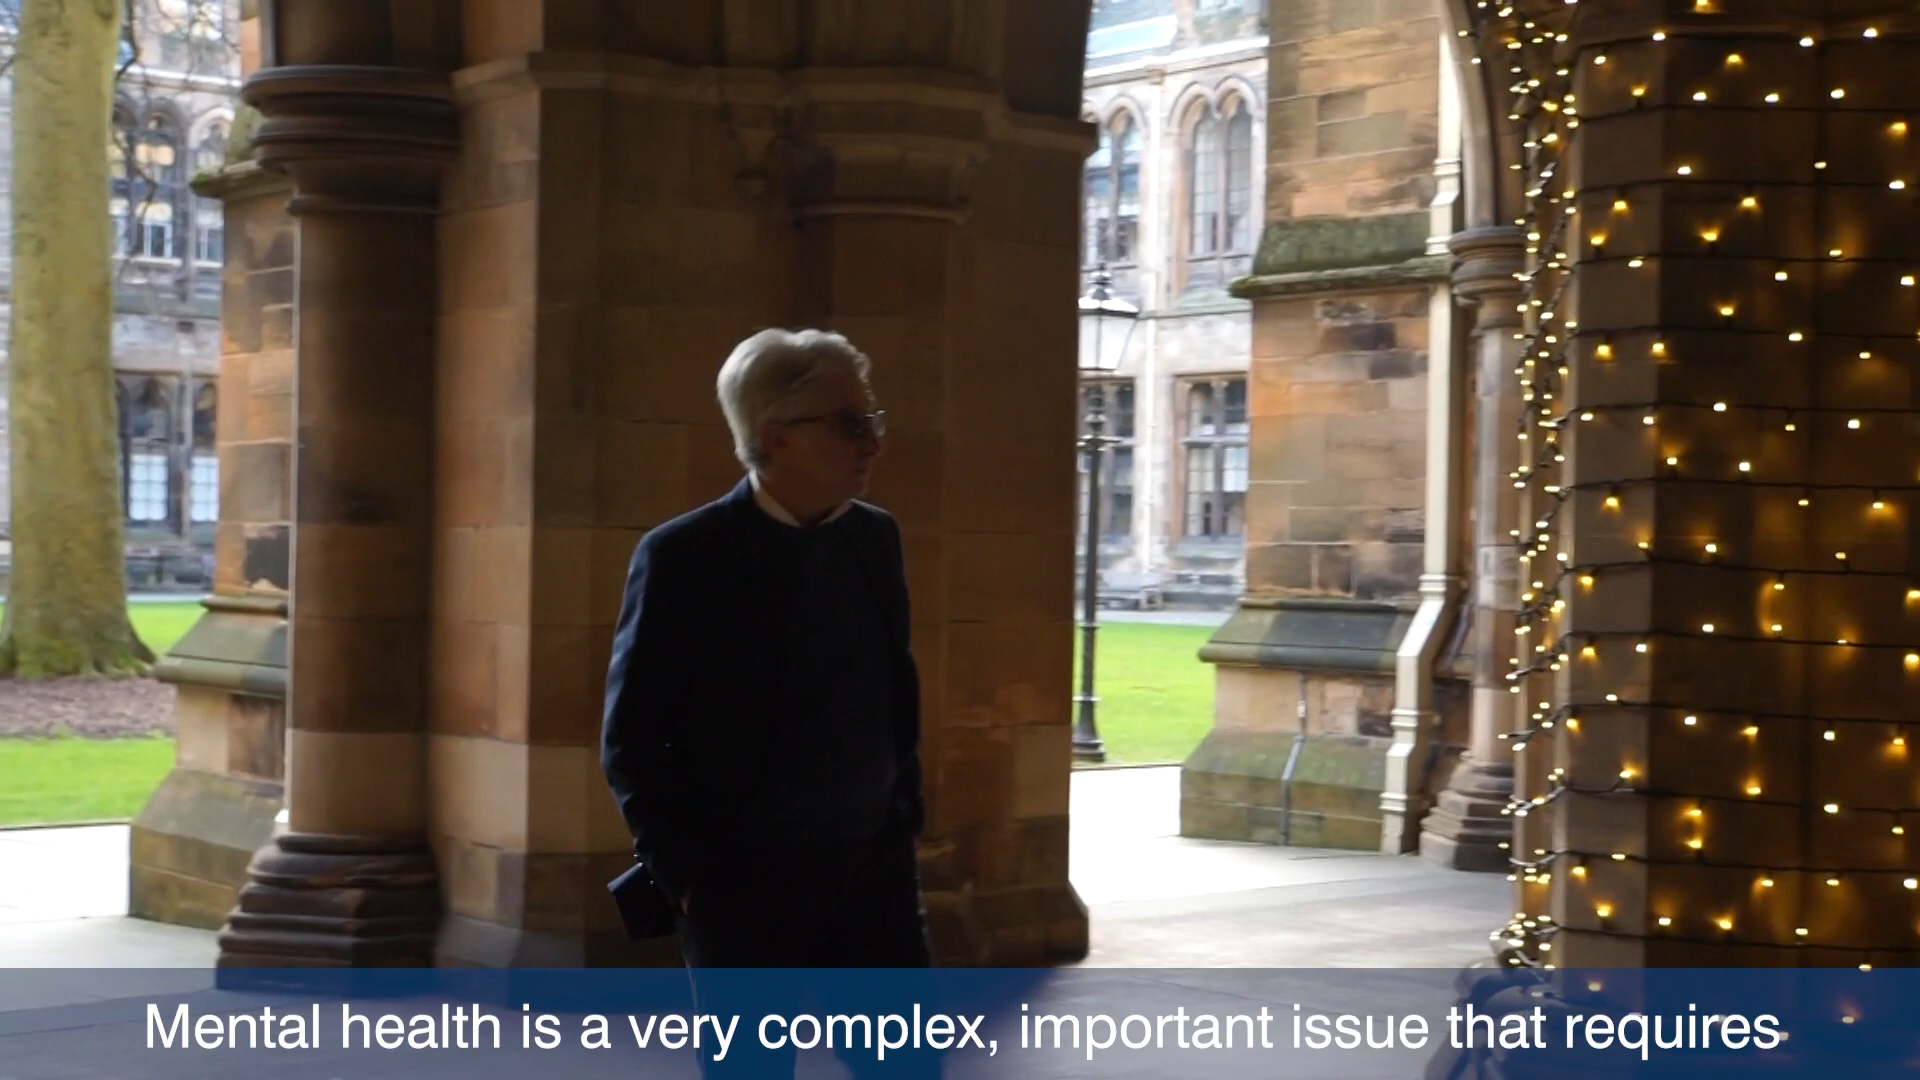 Mental health is a very complex, important issue that requires